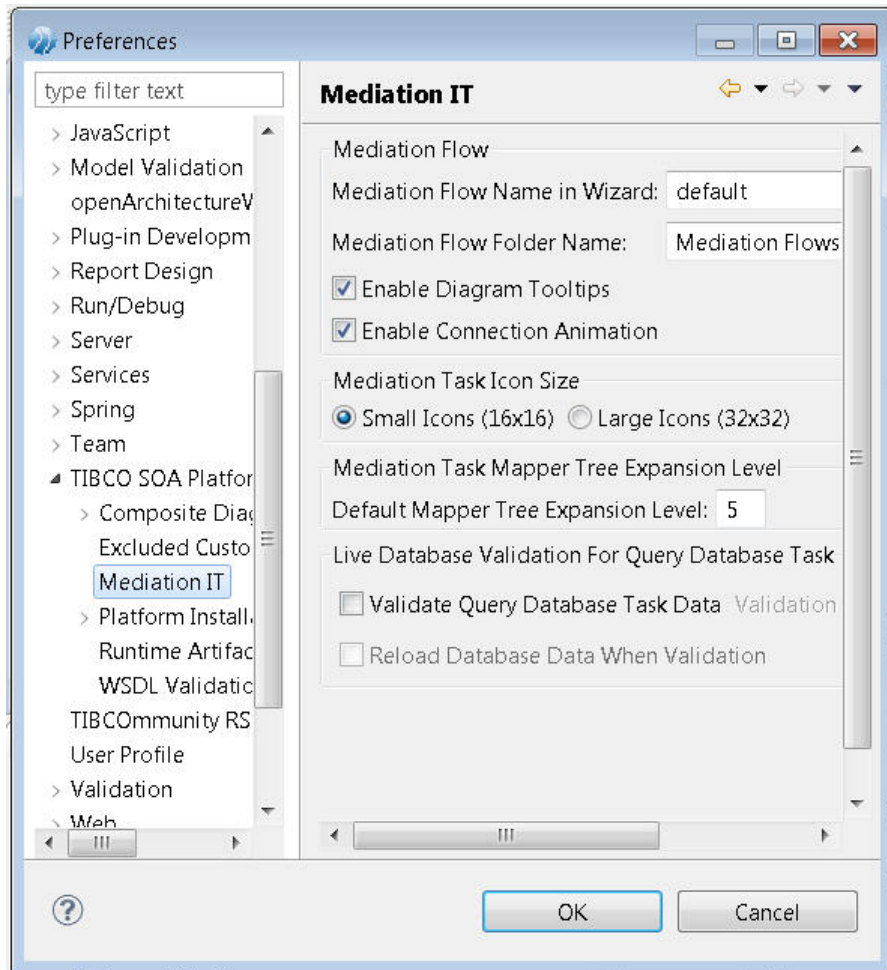 Preferences
type filter text
JavaScript
Model Validation
openArchitectureV
Plug-in Developm
Report Design
Run/Debug
Server
Services
Spring
Team
TIBCO SOA Platfor
Composite Diag
Excluded Custo
Mediation IT
Platform Install
Runtime Artifac
WSDL Validatic
TIBCOmmunity RS
User Profile
Validation
Web
Mediation IT
Mediation Flow
Mediation Flow Name in Wizard: default
Mediation Flow Folder Name: Mediation Flows
Enable Diagram Tooltips
Enable Connection Animation
Mediation Task Icon Size
Small Icons (16x16) Large Icons (32x32)
Mediation Task Mapper Tree Expansion Level
Default Mapper Tree Expansion Level: 5
Live Database Validation For Query Database Task
Validate Query Database Task Data Validation
Reload Database Data When Validation
? OK Cancel